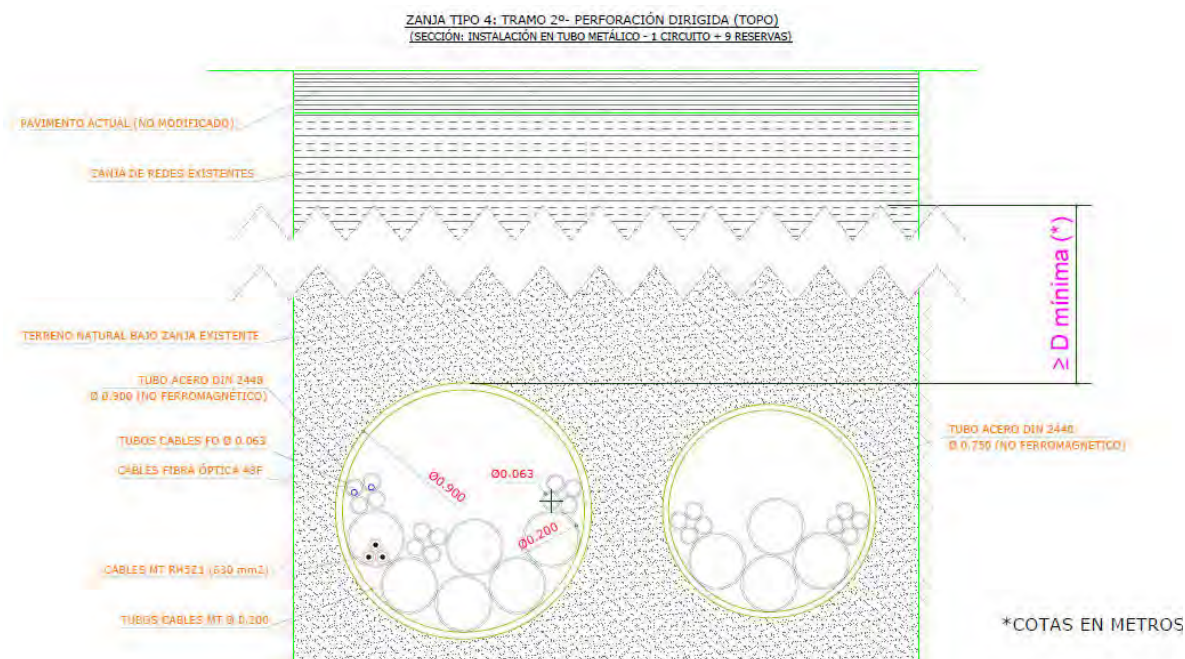 ZANJA TIPO 4: TRAMO 2º- PERFORACIÓN DIRIGIDA (TOPO)
(SECCIÓN: INSTALACIÓN EN TUBO METÁLICO - 1 CIRCUITO + 9 RESERVAS)
PAVIMENTO ACTUAL (NO MODIFICADO)
ZANJA DE REDES EXISTENTES
≥ D mínima (*)
TERRENO NATURAL BAJO ZANJA EXISTENTE
TUBO ACERO DIN 2448
Ø 0.900 (NO FERROMAGNÉTICO)
TUBOS CABLES FO Ø 0.063
CABLES FIBRA ÓPTICA 48F
CABLES MT RH5Z1 (630 mm2)
TUBOS CABLES MT Ø 0.200
Ø0.900
Ø0.063
Ø0.200
TUBO ACERO DIN 2448
Ø 0.750 (NO FERROMAGNETICO)
*COTAS EN METROS